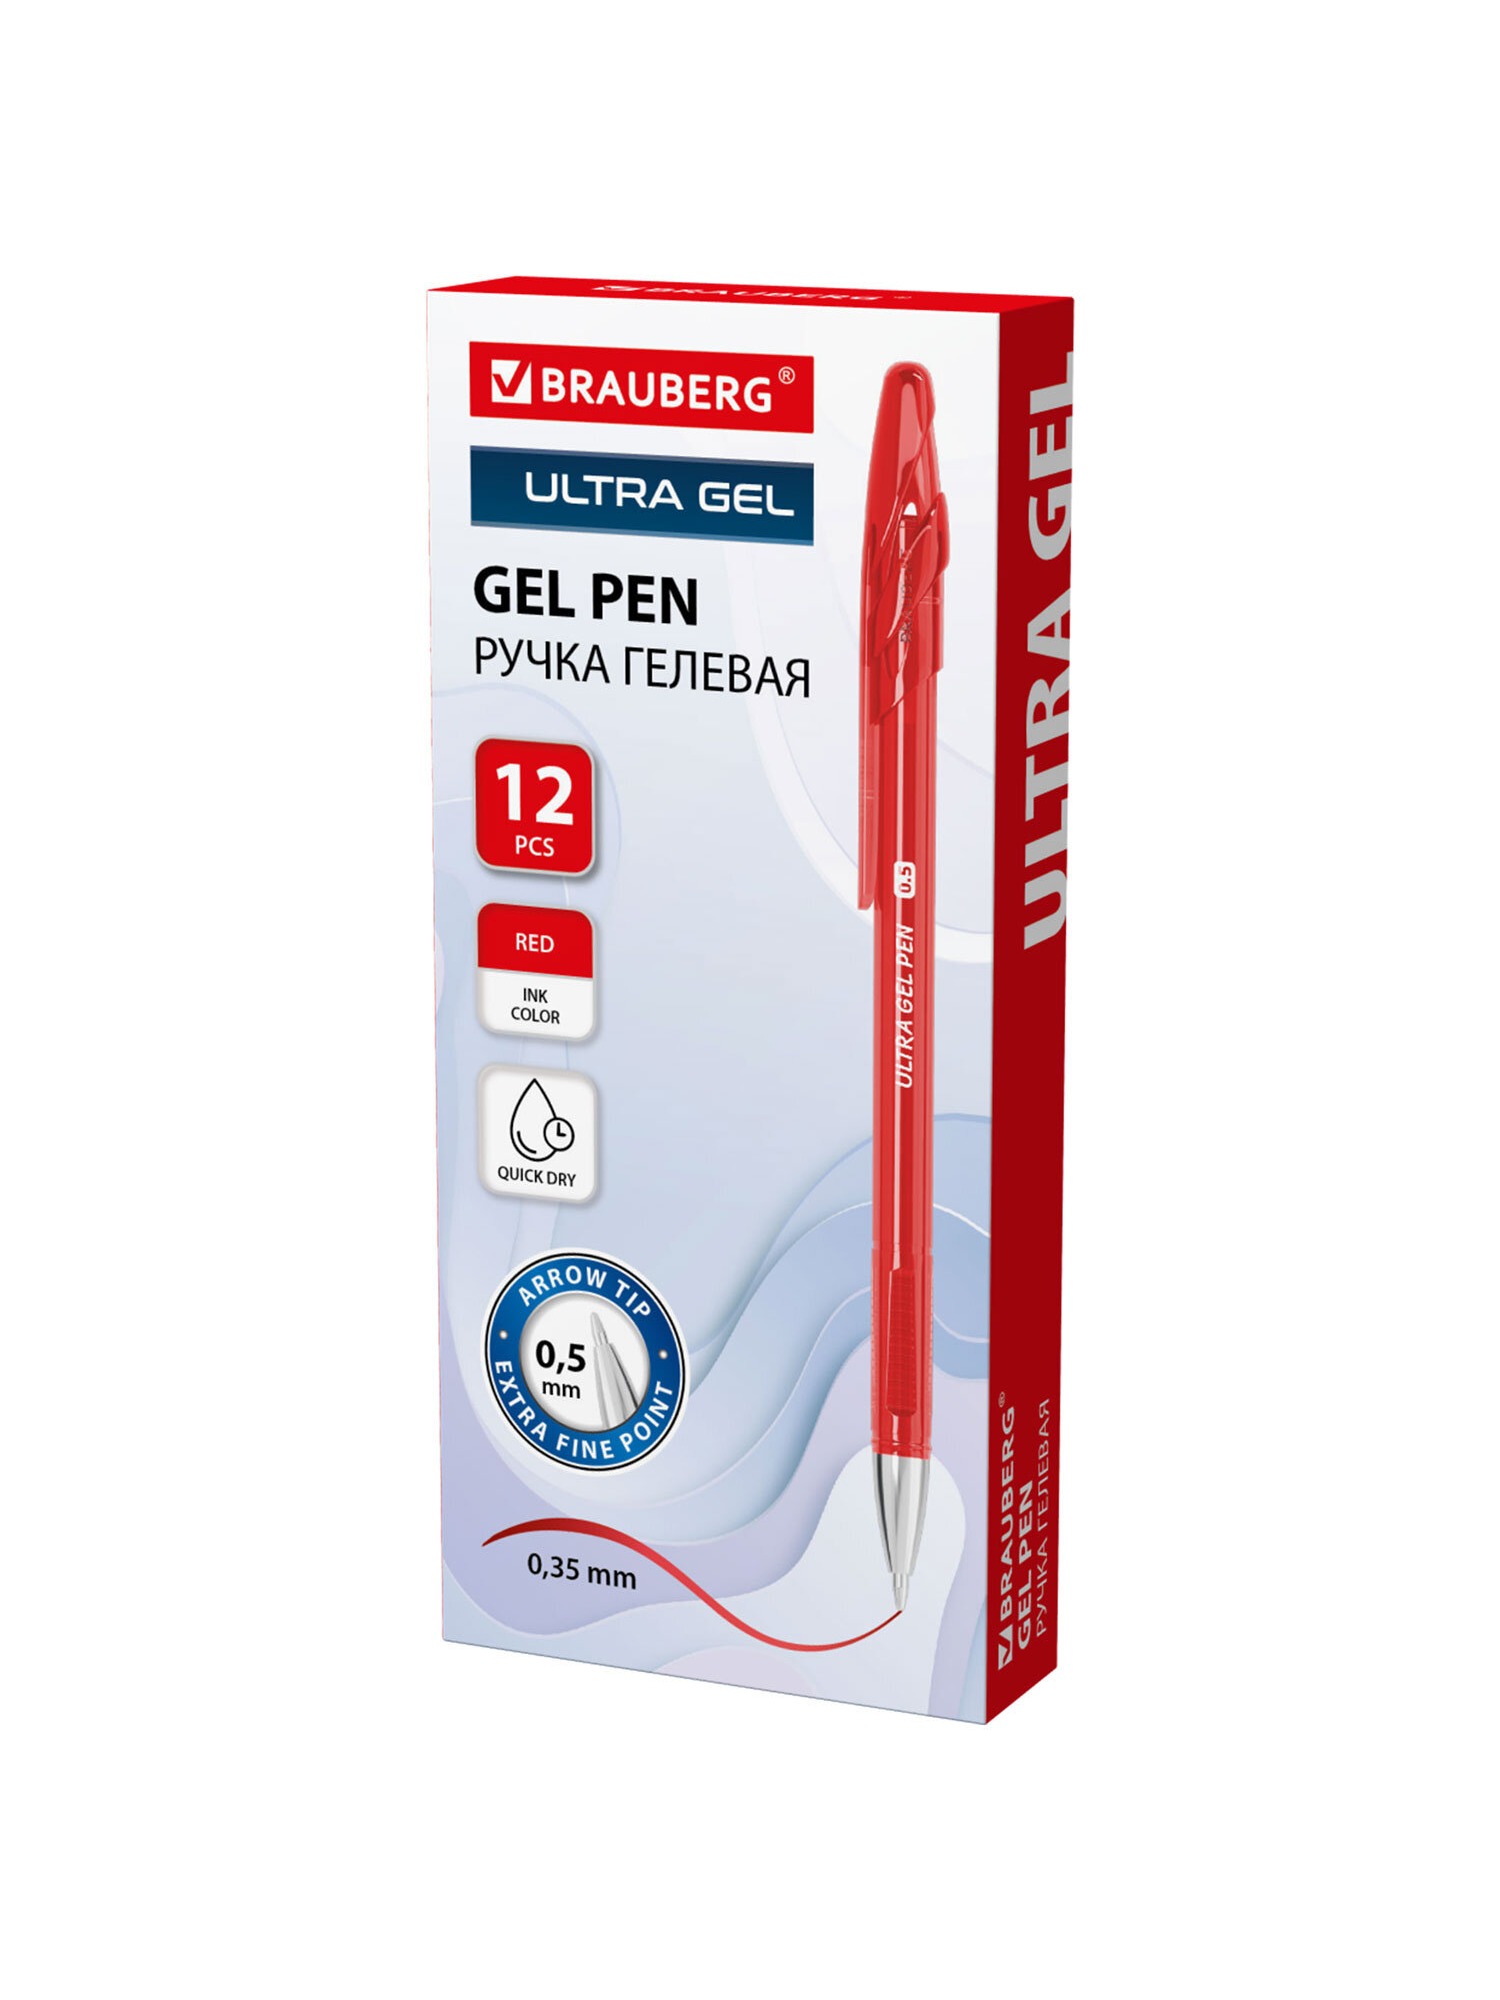 BRAUBERG ®
BRAUBERG®
ULTRA GEL
GEL PEN
РУЧКА ГЕЛЕВАЯ
12
PCS
RED
INK
COLOR
QUICK DRY
ARROW TIP
0,5
mm
EXTRA FINE POINT
0,35 mm
BRAUBERG
ULTRA GEL PEN 0.5
ULTRA GEL
BRAUBERG®
GEL PEN
РУЧКА ГЕЛЕВАЯ